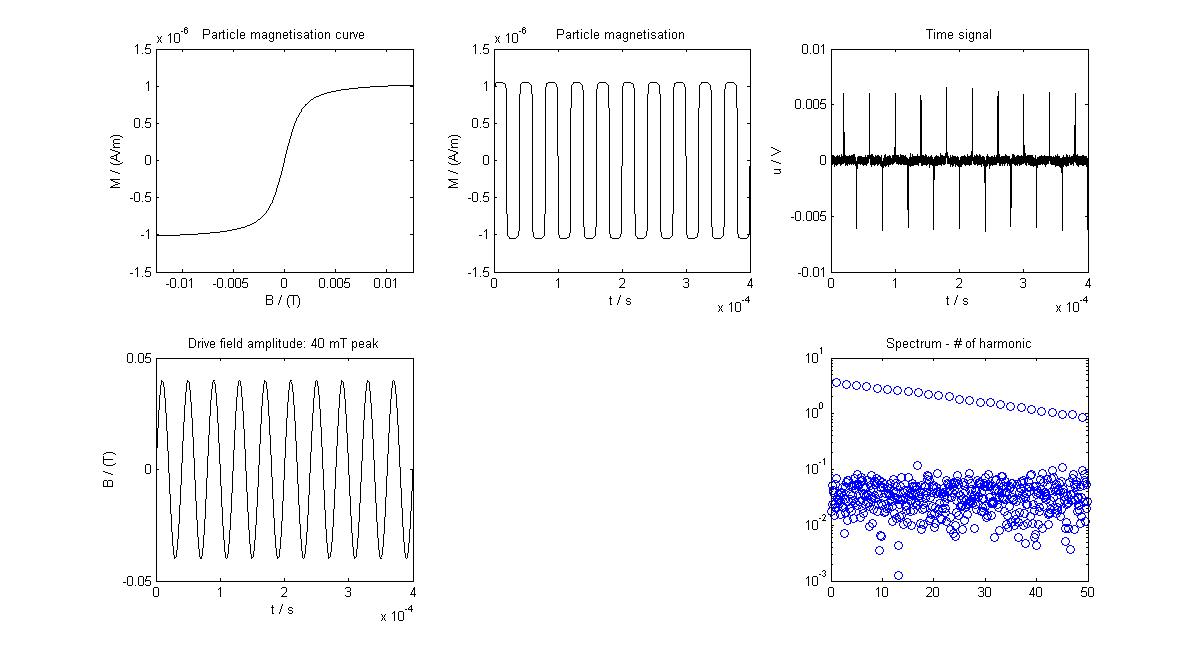 Particle magnetisation curve
x 10^-6
1.5
1
0.5
0
-0.5
-1
-1.5
M / (A/m)
-0.01 -0.005 0 0.005 0.01
B / (T)
Particle magnetisation
x 10^-6
1.5
1
0.5
0
-0.5
-1
-1.5
M / (A/m)
0 1 2 3 4
t / s
x 10^-4
Time signal
0.01
0.005
0
-0.005
-0.01
u / V
0 1 2 3 4
t / s
x 10^-4
Drive field amplitude: 40 mT peak
0.05
0
-0.05
B / (T)
0 1 2 3 4
t / s
x 10^-4
Spectrum - # of harmonic
10^1
10^0
10^-1
10^-2
10^-3
0 10 20 30 40 50